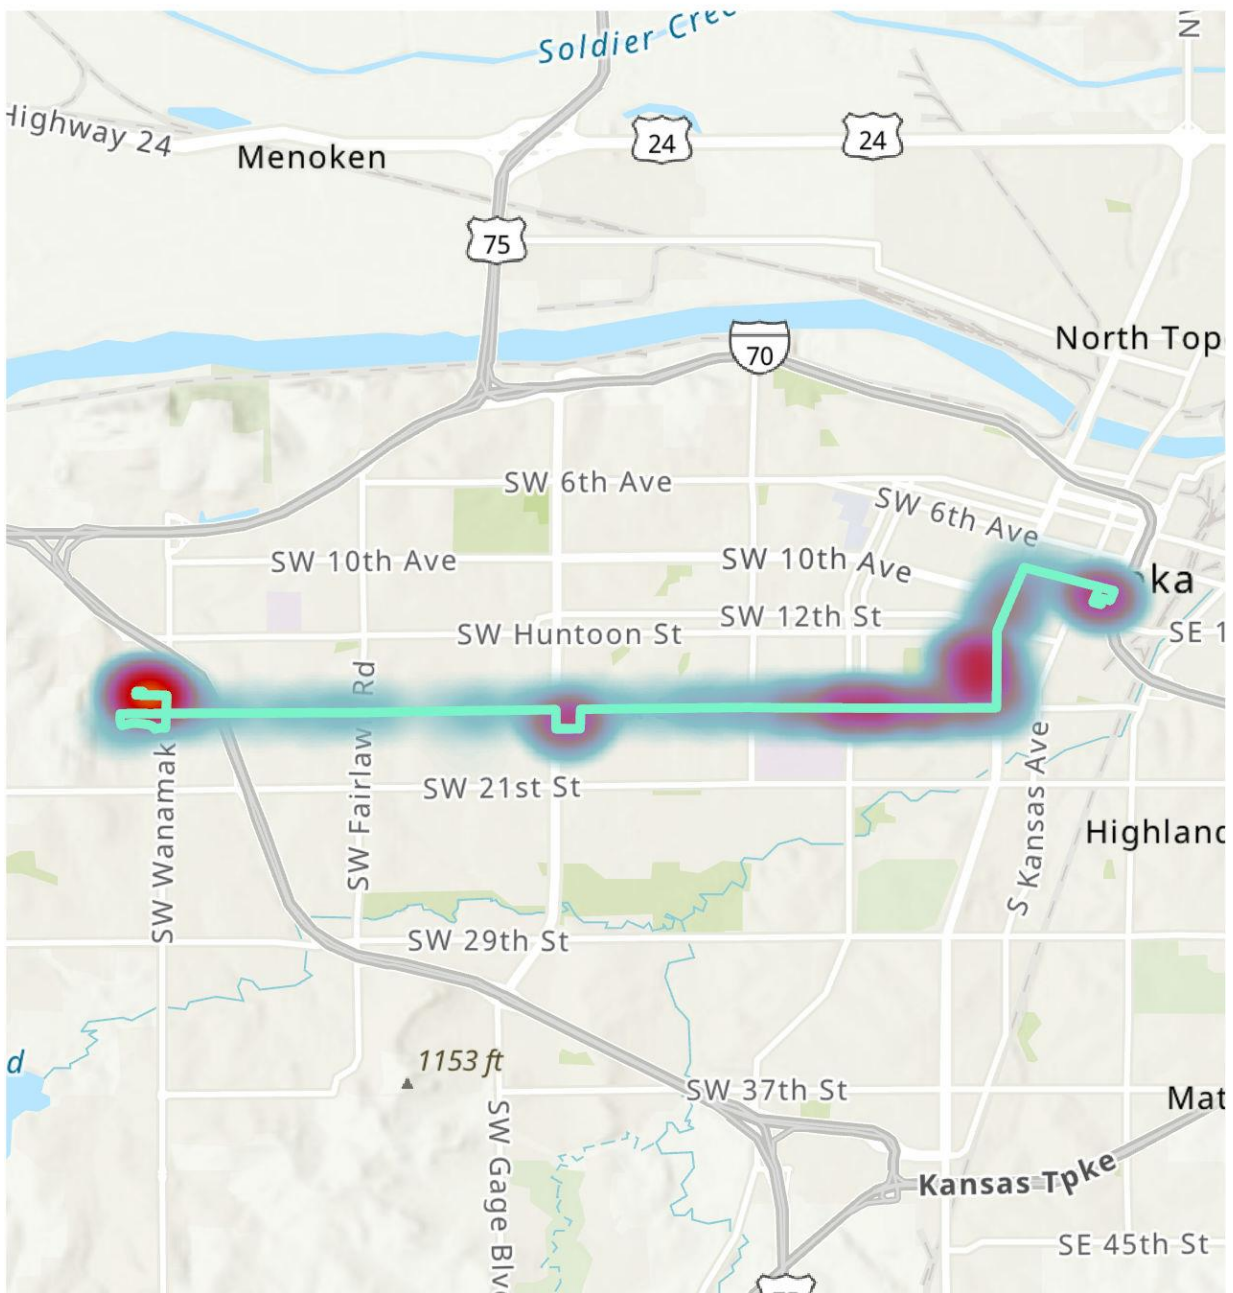 Soldier Cree
N
Highway 24
24
24
Menoken
75
North Top
70
SW 6th Ave
SW 6th Ave
SW 10th Ave
SW 10th Ave
ka
SW 12th St
SW Huntoon St
SE 1
SW Fairlawn Rd
SW Wanamak
S Kansas Ave
SW 21st St
Highland
SW 29th St
1153 ft
d
SW 37th St
Mat
SW Gage Blv
Kansas Tpke
SE 45th St